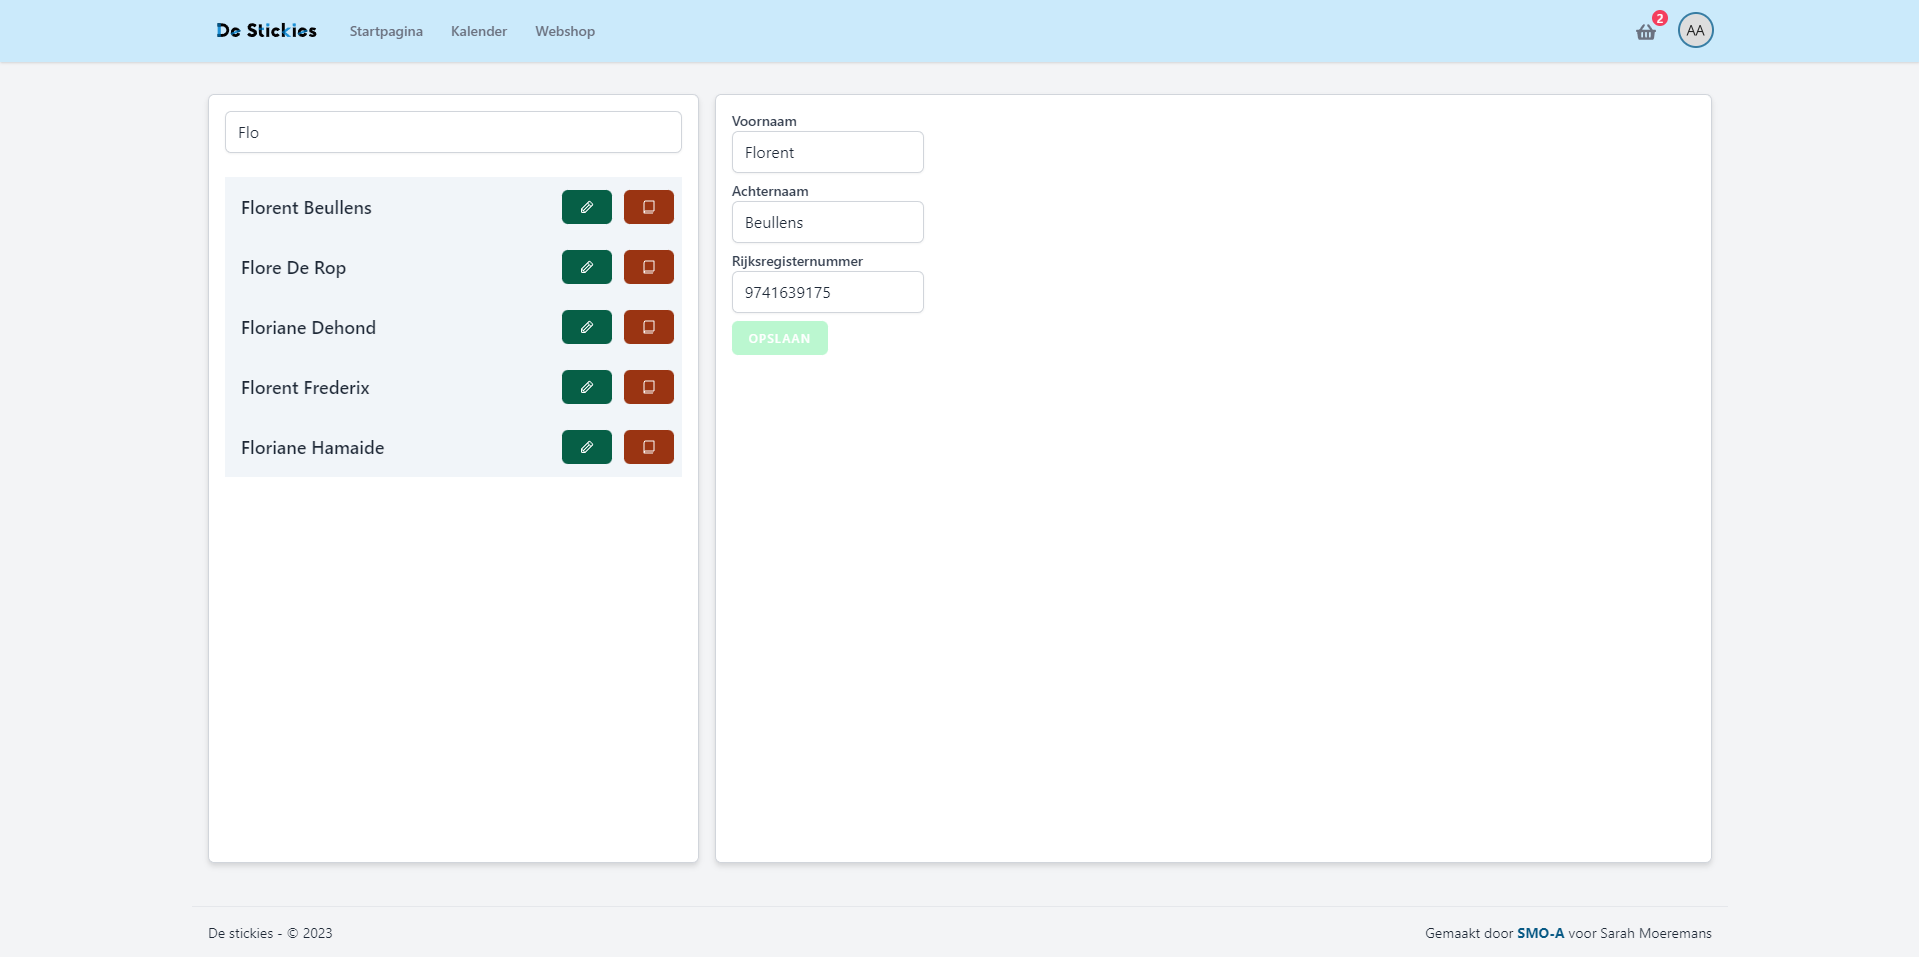 De Stickies Startpagina Kalender Webshop 2 AA
Flo
Florent Beullens
Flore De Rop
Floriane Dehond
Florent Frederix
Floriane Hamaide
Voornaam
Florent
Achternaam
Beullens
Rijksregisternummer
9741639175
OPSLAAN
De stickies - © 2023
Gemaakt door SMO-A voor Sarah Moeremans